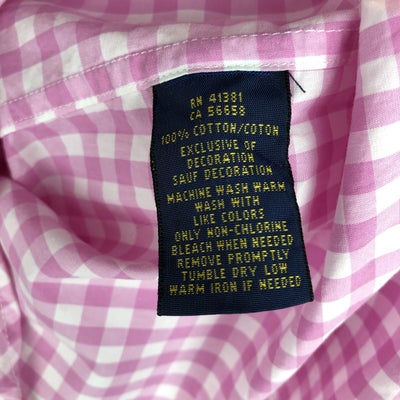 RN 41381
CA 56658
100% COTTON/COTON
EXCLUSIVE OF
DECORATION
SAUF DECORATION
MACHINE WASH WARM
WASH WITH
LIKE COLORS
ONLY NON-CHLORINE
BLEACH WHEN NEEDED
REMOVE PROMPTLY
TUMBLE DRY LOW
WARM IRON IF NEEDED